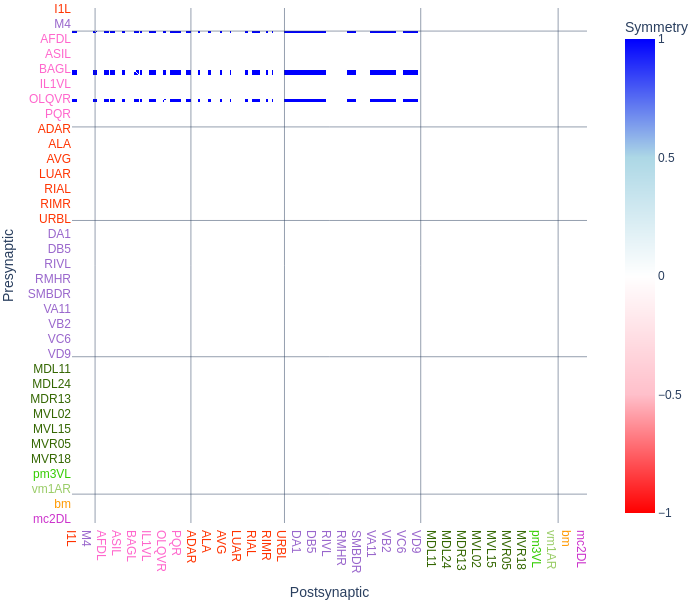 Symmetry
1
0.5
0
−0.5
−1
Presynaptic
I1L
M4
AFDL
ASIL
BAGL
IL1VL
OLQVR
PQR
ADAR
ALA
AVG
LUAR
RIAL
RIMR
URBL
DA1
DB5
RIVL
RMHR
SMBDR
VA11
VB2
VC6
VD9
MDL11
MDL24
MDR13
MVL02
MVL15
MVR05
MVR18
pm3VL
vm1AR
bm
mc2DL
I1L
M4
AFDL
ASIL
BAGL
IL1VL
OLQVR
PQR
ADAR
ALA
AVG
LUAR
RIAL
RIMR
URBL
DA1
DB5
RIVL
RMHR
SMBDR
VA11
VB2
VC6
VD9
MDL11
MDL24
MDR13
MVL02
MVL15
MVR05
MVR18
pm3VL
vm1AR
bm
mc2DL
Postsynaptic